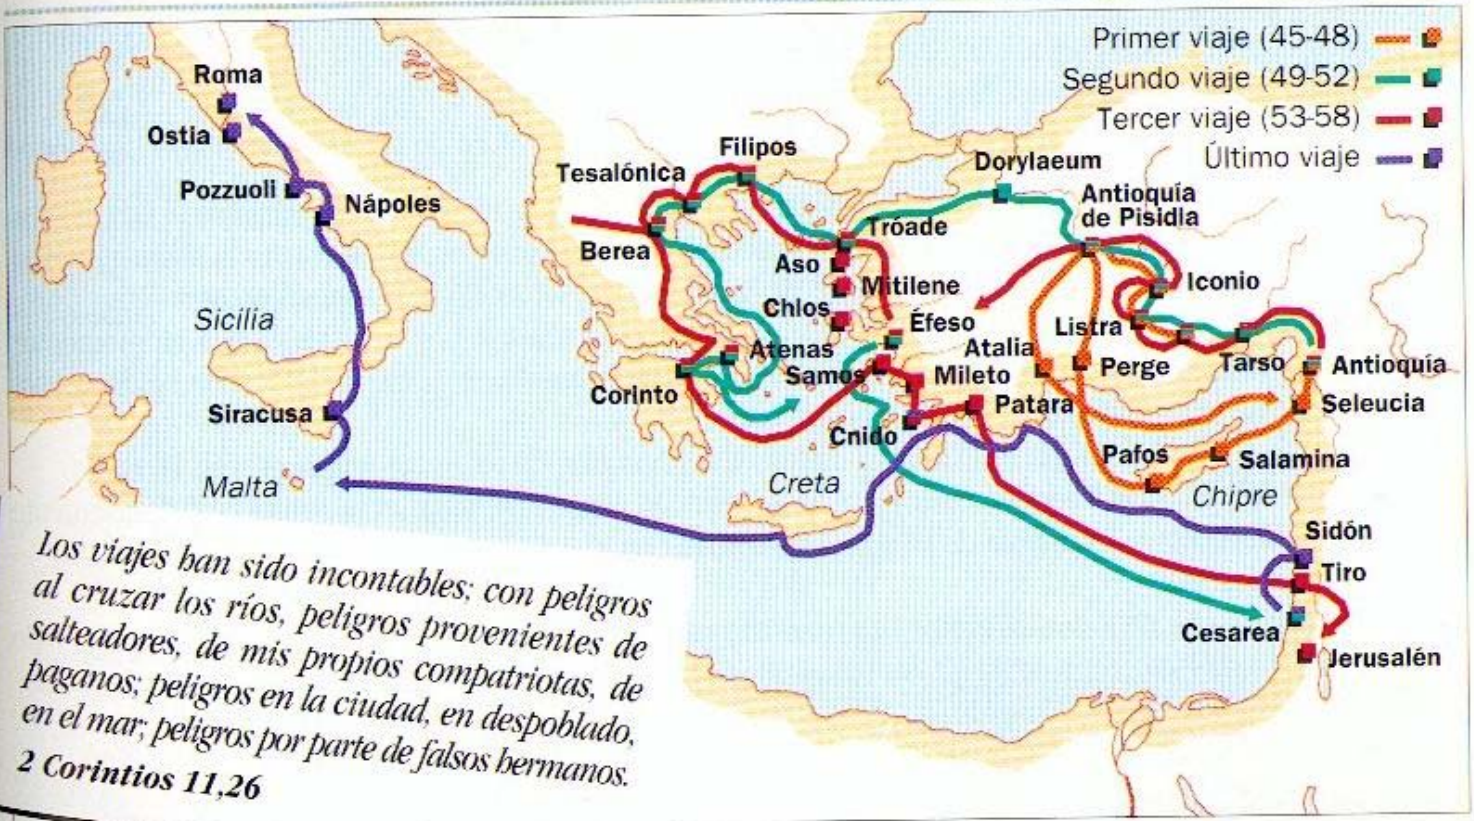 Primer viaje (45-48)
Segundo viaje (49-52)
Tercer viaje (53-58)
Último viaje
Roma
Ostia
Pozzuoli
Nápoles
Sicilia
Siracusa
Malta
Filipos
Tesalónica
Berea
Dorylaeum
Antioquía
de Pisidia
Tróade
Aso
Mitilene
Chlos
Éfeso
Iconio
Listra
Atalia
Perge
Tarso
Antioquía
Atenas
Samos
Mileto
Corinto
Patara
Seleucia
Cnido
Pafos
Salamina
Creta
Chipre
Sidón
Tiro
Cesarea
Jerusalén
Los viajes han sido incontables; con peligros
al cruzar los ríos, peligros provenientes de
salteadores, de mis propios compatriotas, de
paganos; peligros en la ciudad, en despoblado,
en el mar; peligros por parte de falsos hermanos.
2 Corintios 11,26